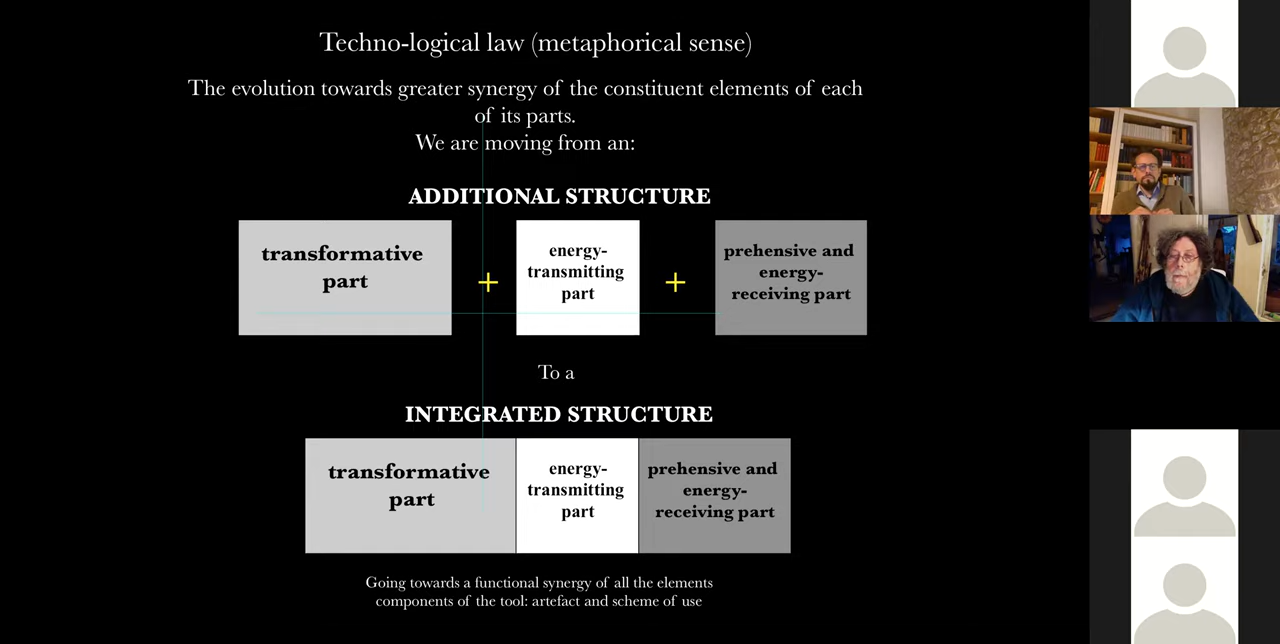 Techno-logical law (metaphorical sense)
The evolution towards greater synergy of the constituent elements of each
of its parts.
We are moving from an:
ADDITIONAL STRUCTURE
transformative
part
+
energy-
transmitting
part
+
prehensive and
energy-
receiving part
To a
INTEGRATED STRUCTURE
transformative
part
energy-
transmitting
part
prehensive and
energy-
receiving part
Going towards a functional synergy of all the elements
components of the tool: artefact and scheme of use